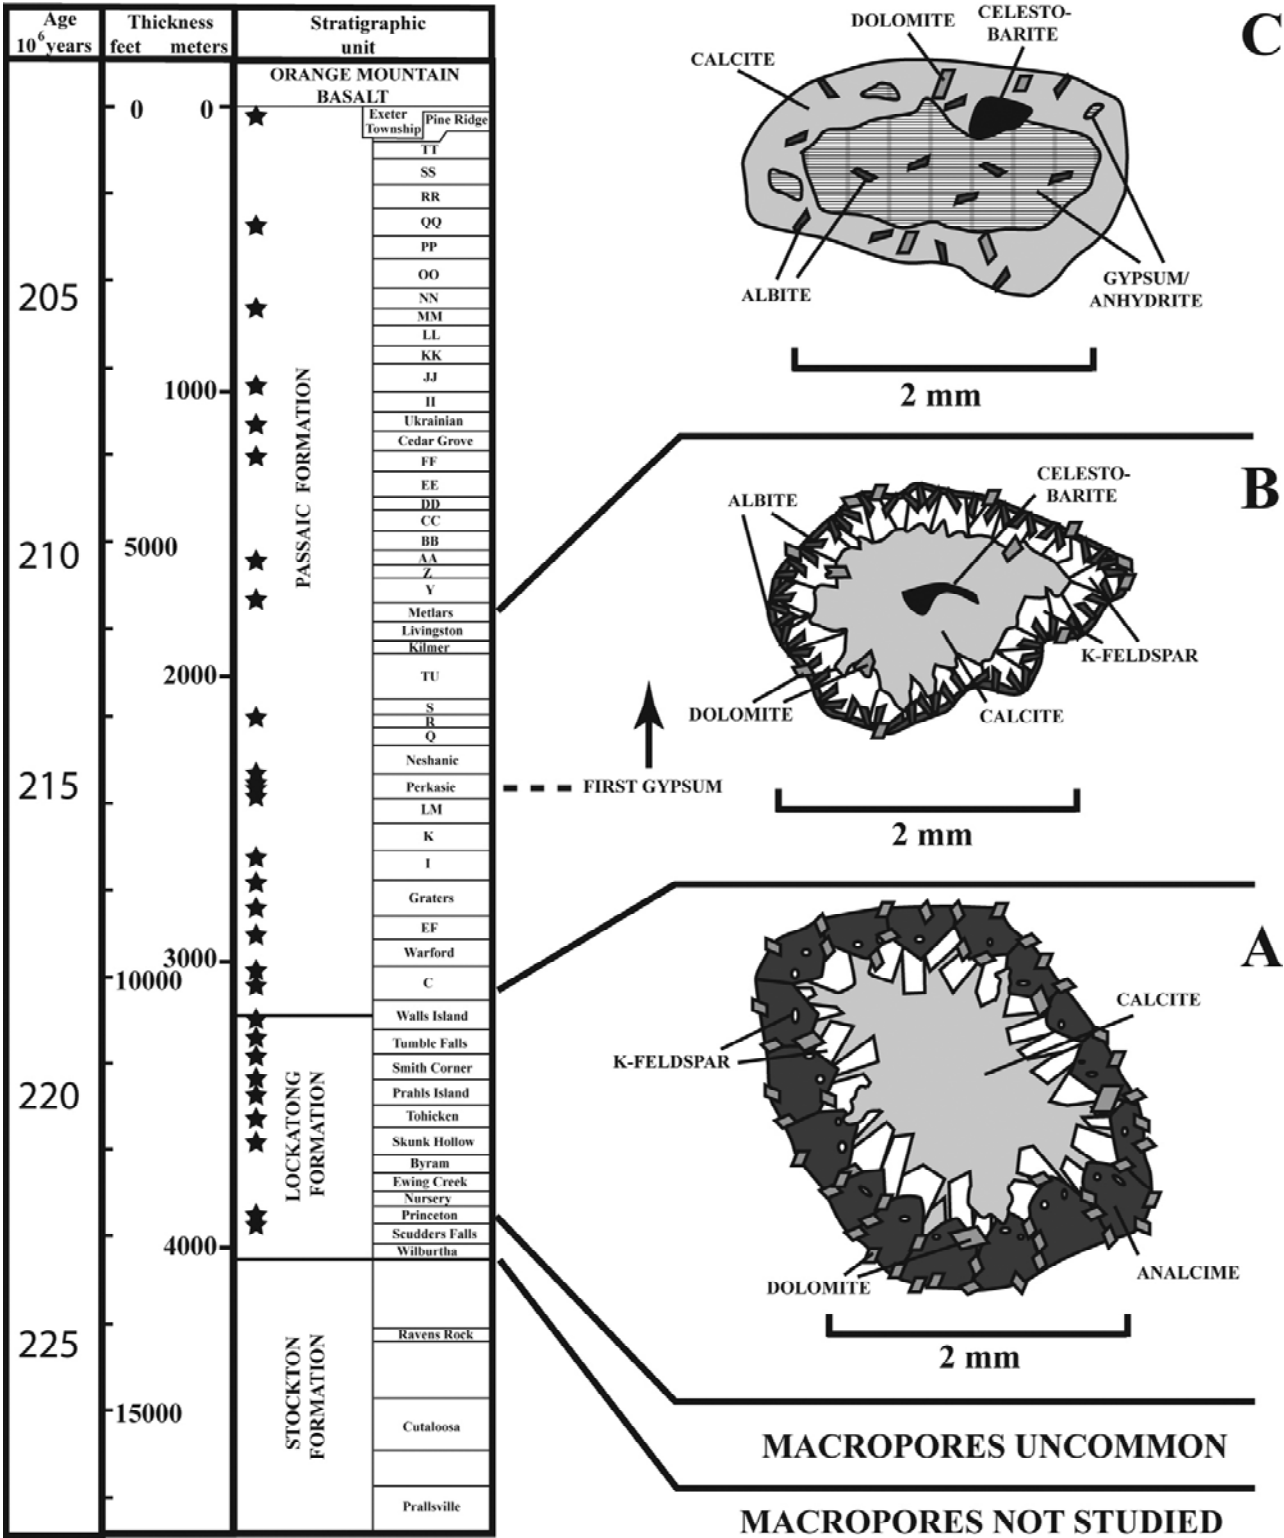 Age
10⁶ years
Thickness
feet meters
Stratigraphic
unit
ORANGE MOUNTAIN
BASALT
0 0
Exeter
Township
Pine Ridge
TT
SS
RR
QQ
PP
OO
205
NN
MM
LL
KK
JJ
1000
II
Ukrainian
Cedar Grove
FF
EE
DD
CC
BB
210
5000
AA
Z
Y
Metlars
Livingston
Kilmer
2000
TU
S
R
Q
Neshanic
215
Perkasie
LM
K
I
Graters
EF
Warford
3000
10000
C
PASSAIC FORMATION
Walls Island
Tumble Falls
Smith Corner
220
Prahls Island
Tohicken
Skunk Hollow
Byram
Ewing Creek
Nursery
Princeton
Scudders Falls
4000
Wilburtha
LOCKATONG
FORMATION
225
Ravens Rock
15000
Cutaloosa
Prallsville
STOCKTON
FORMATION
FIRST GYPSUM
C
DOLOMITE
CELESTO-
BARITE
CALCITE
ALBITE
GYPSUM/
ANHYDRITE
2 mm
B
CELESTO-
BARITE
ALBITE
K-FELDSPAR
DOLOMITE
CALCITE
2 mm
A
CALCITE
K-FELDSPAR
DOLOMITE
ANALCIME
2 mm
MACROPORES UNCOMMON
MACROPORES NOT STUDIED